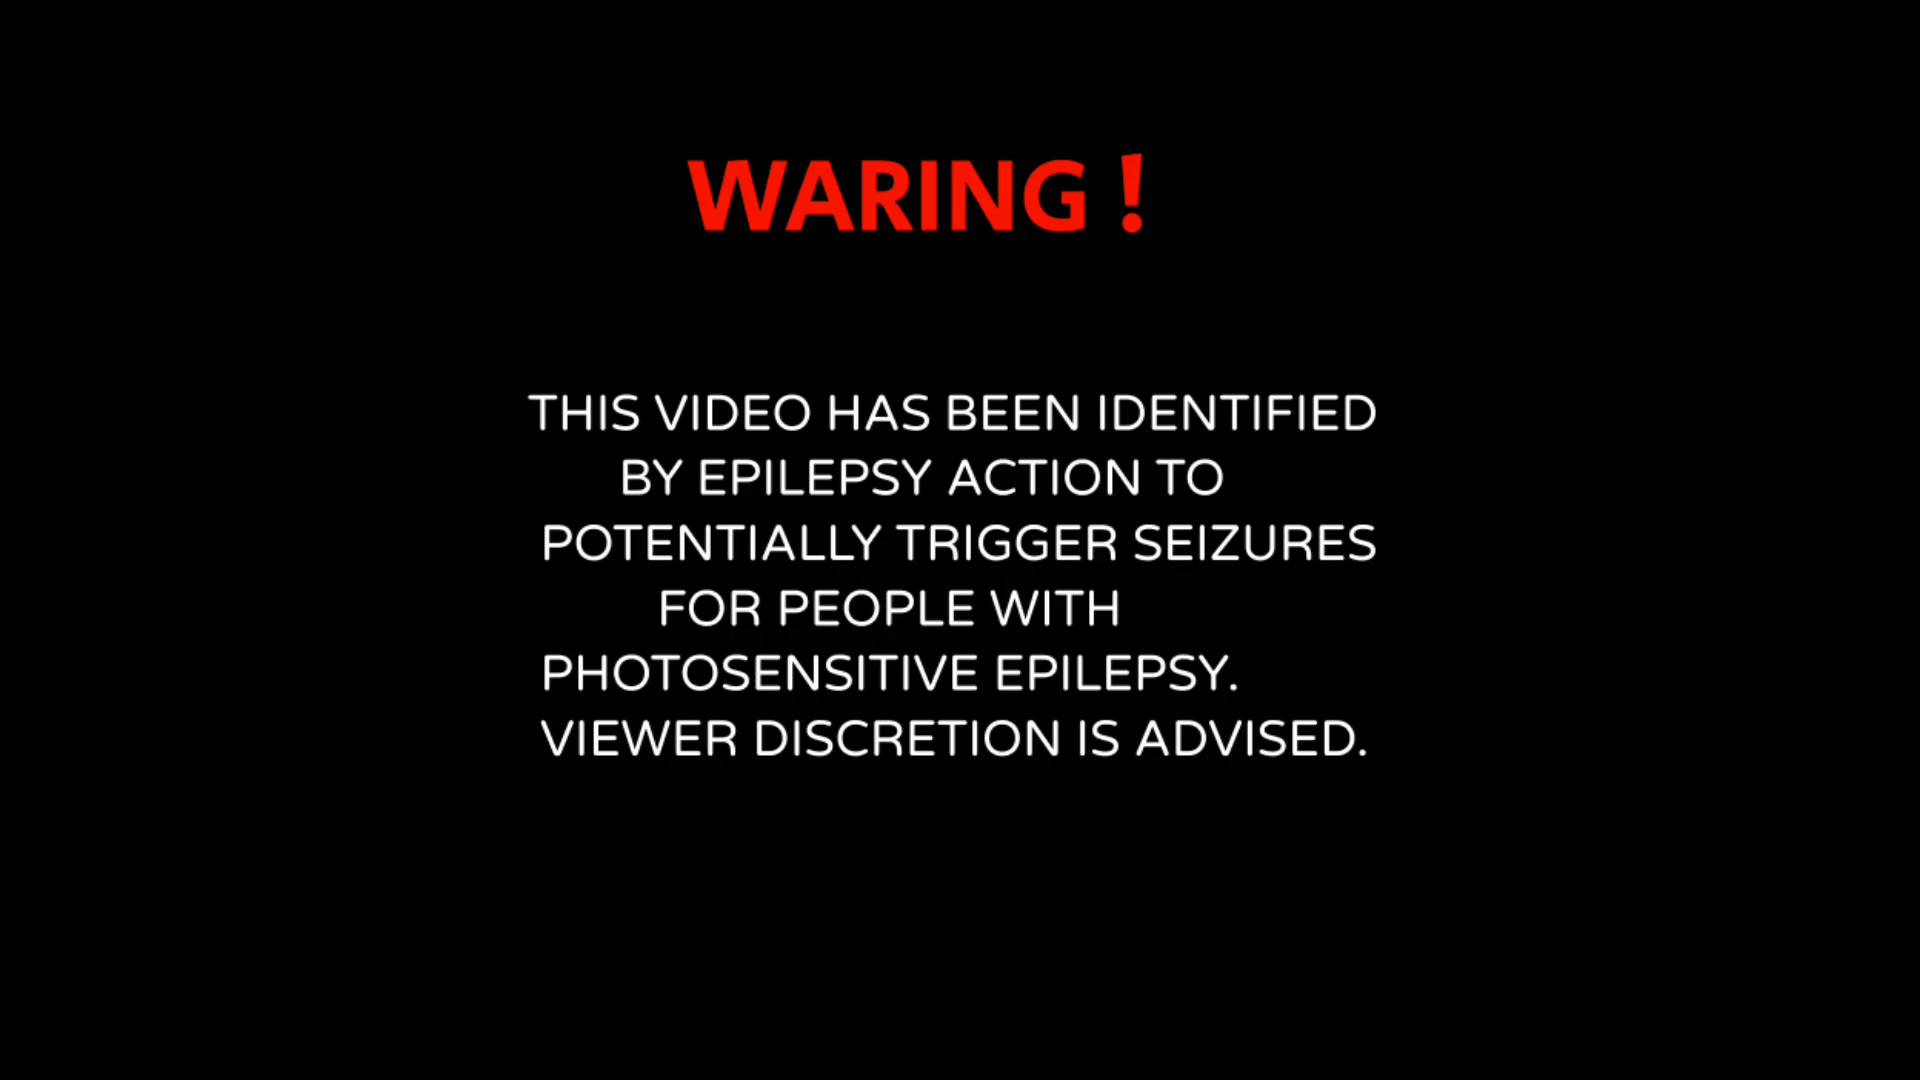 WARING !
THIS VIDEO HAS BEEN IDENTIFIED
BY EPILEPSY ACTION TO
POTENTIALLY TRIGGER SEIZURES
FOR PEOPLE WITH
PHOTOSENSITIVE EPILEPSY.
VIEWER DISCRETION IS ADVISED.